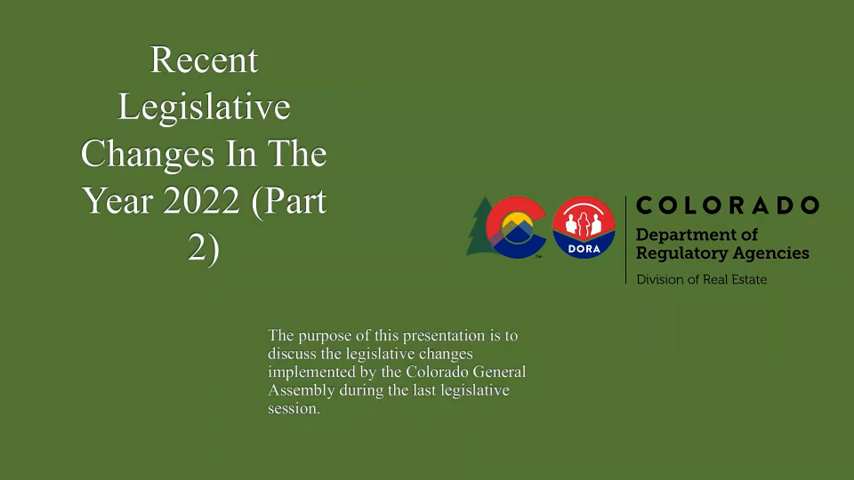 Recent
Legislative
Changes In The
Year 2022 (Part
2)
COLORADO
Department of
Regulatory Agencies
Division of Real Estate
DORA
TM
The purpose of this presentation is to
discuss the legislative changes
implemented by the Colorado General
Assembly during the last legislative
session.